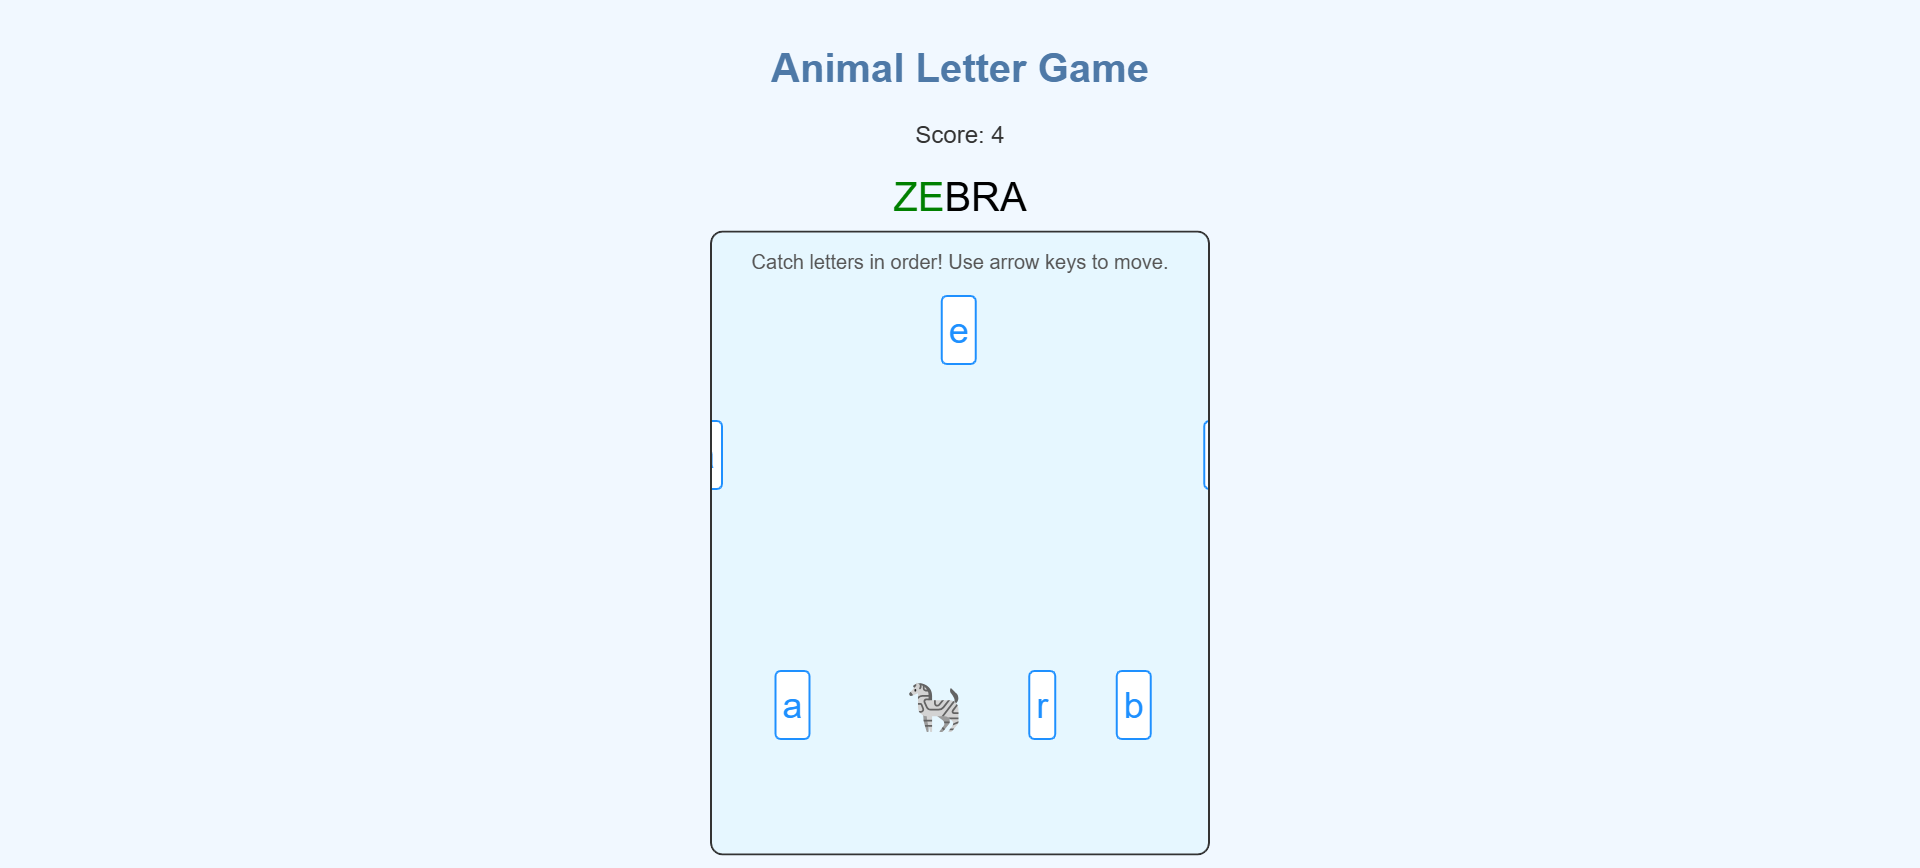 Animal Letter Game
Score: 4
ZEBRA
Catch letters in order! Use arrow keys to move.
e
a
r
b